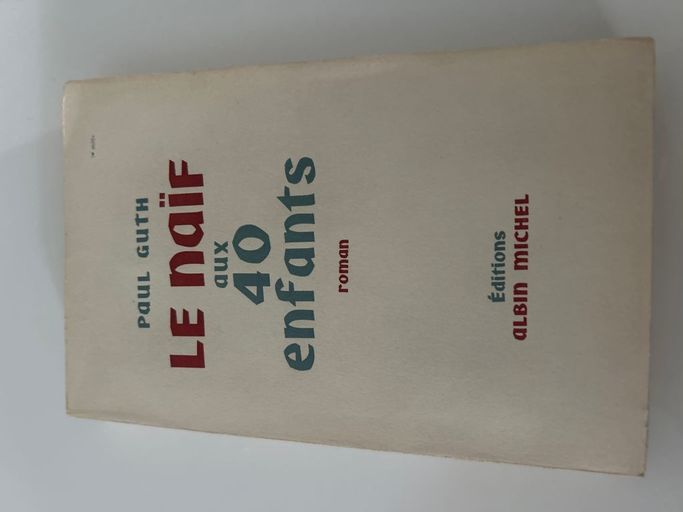 PAUL GUTH
LE NAÏF
aux
40
enfants
roman
Éditions
ALBIN MICHEL